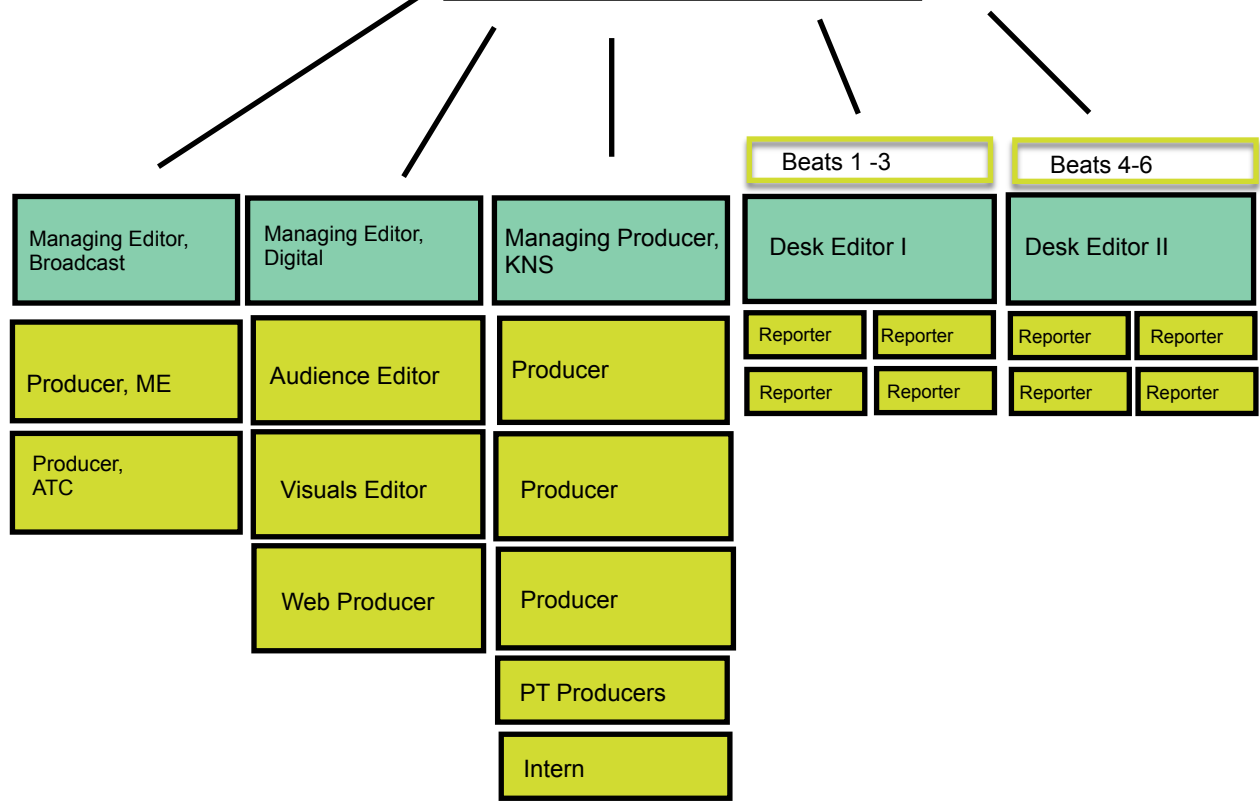 Beats 1 -3
Beats 4-6
Managing Editor,
Broadcast
Managing Editor,
Digital
Managing Producer,
KNS
Desk Editor I
Desk Editor II
Producer, ME
Producer,
ATC
Audience Editor
Visuals Editor
Web Producer
Producer
Producer
Producer
PT Producers
Intern
Reporter
Reporter
Reporter
Reporter
Reporter
Reporter
Reporter
Reporter